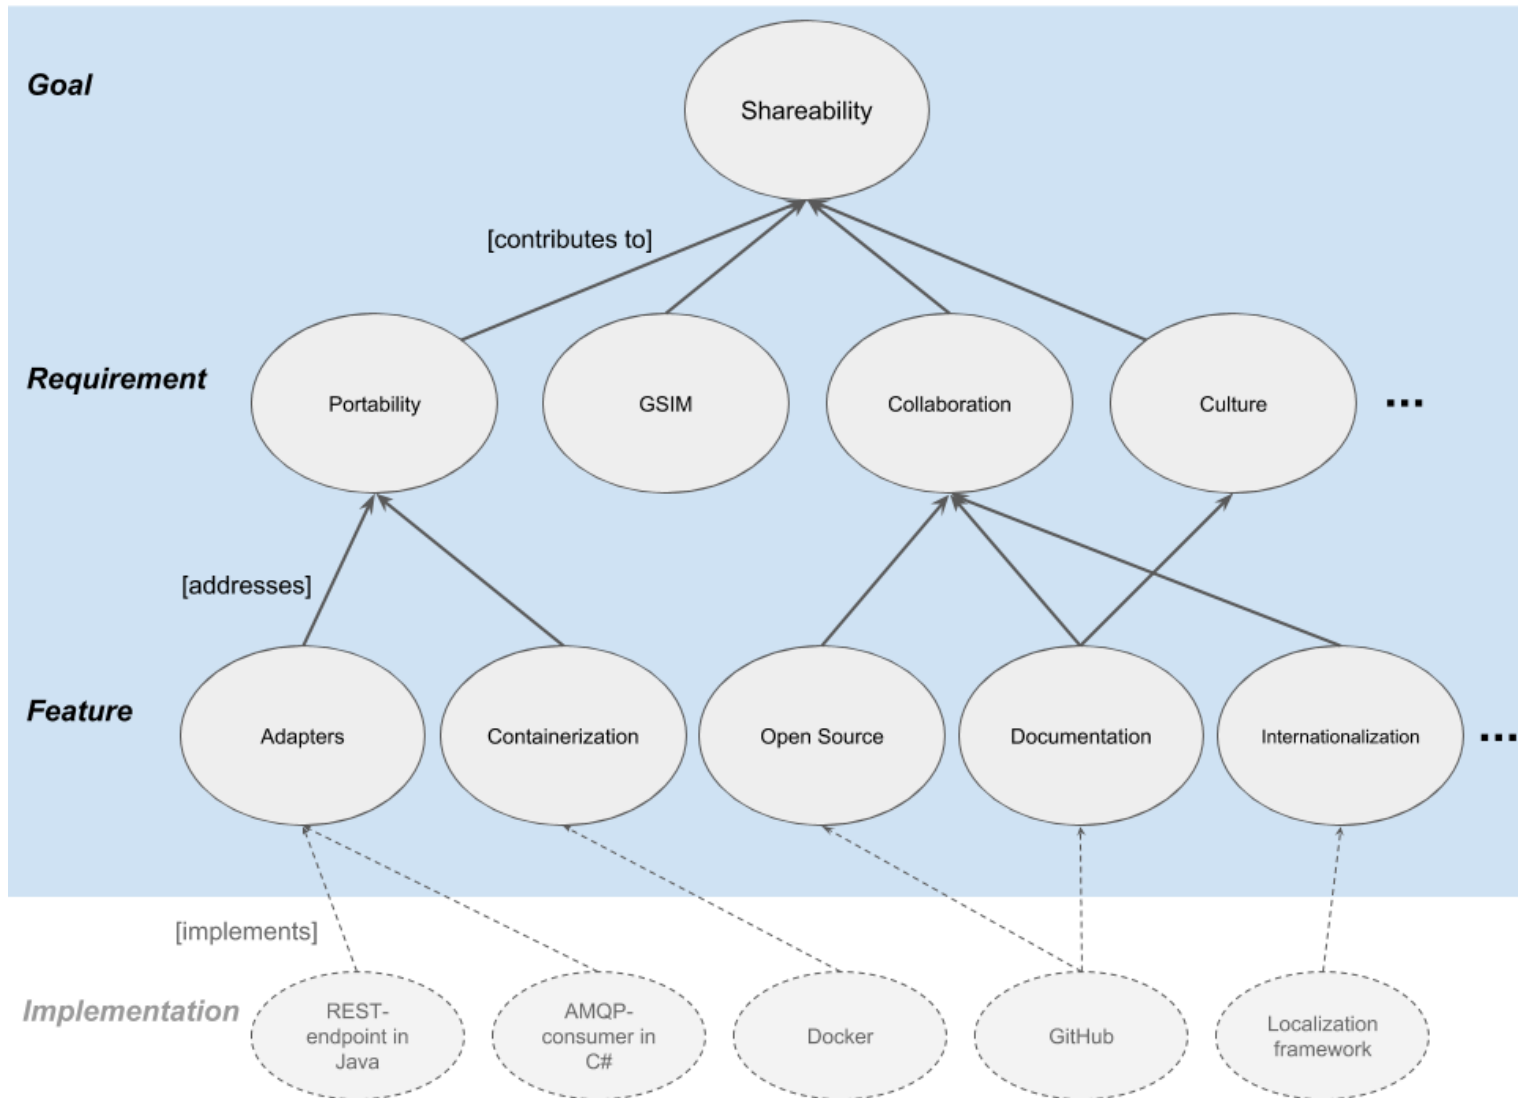 Goal
Shareability
[contributes to]
Requirement
Portability
GSIM
Collaboration
Culture
...
[addresses]
Feature
Adapters
Containerization
Open Source
Documentation
Internationalization
...
[implements]
Implementation
REST-
endpoint in
Java
AMQP-
consumer in
C#
Docker
GitHub
Localization
framework